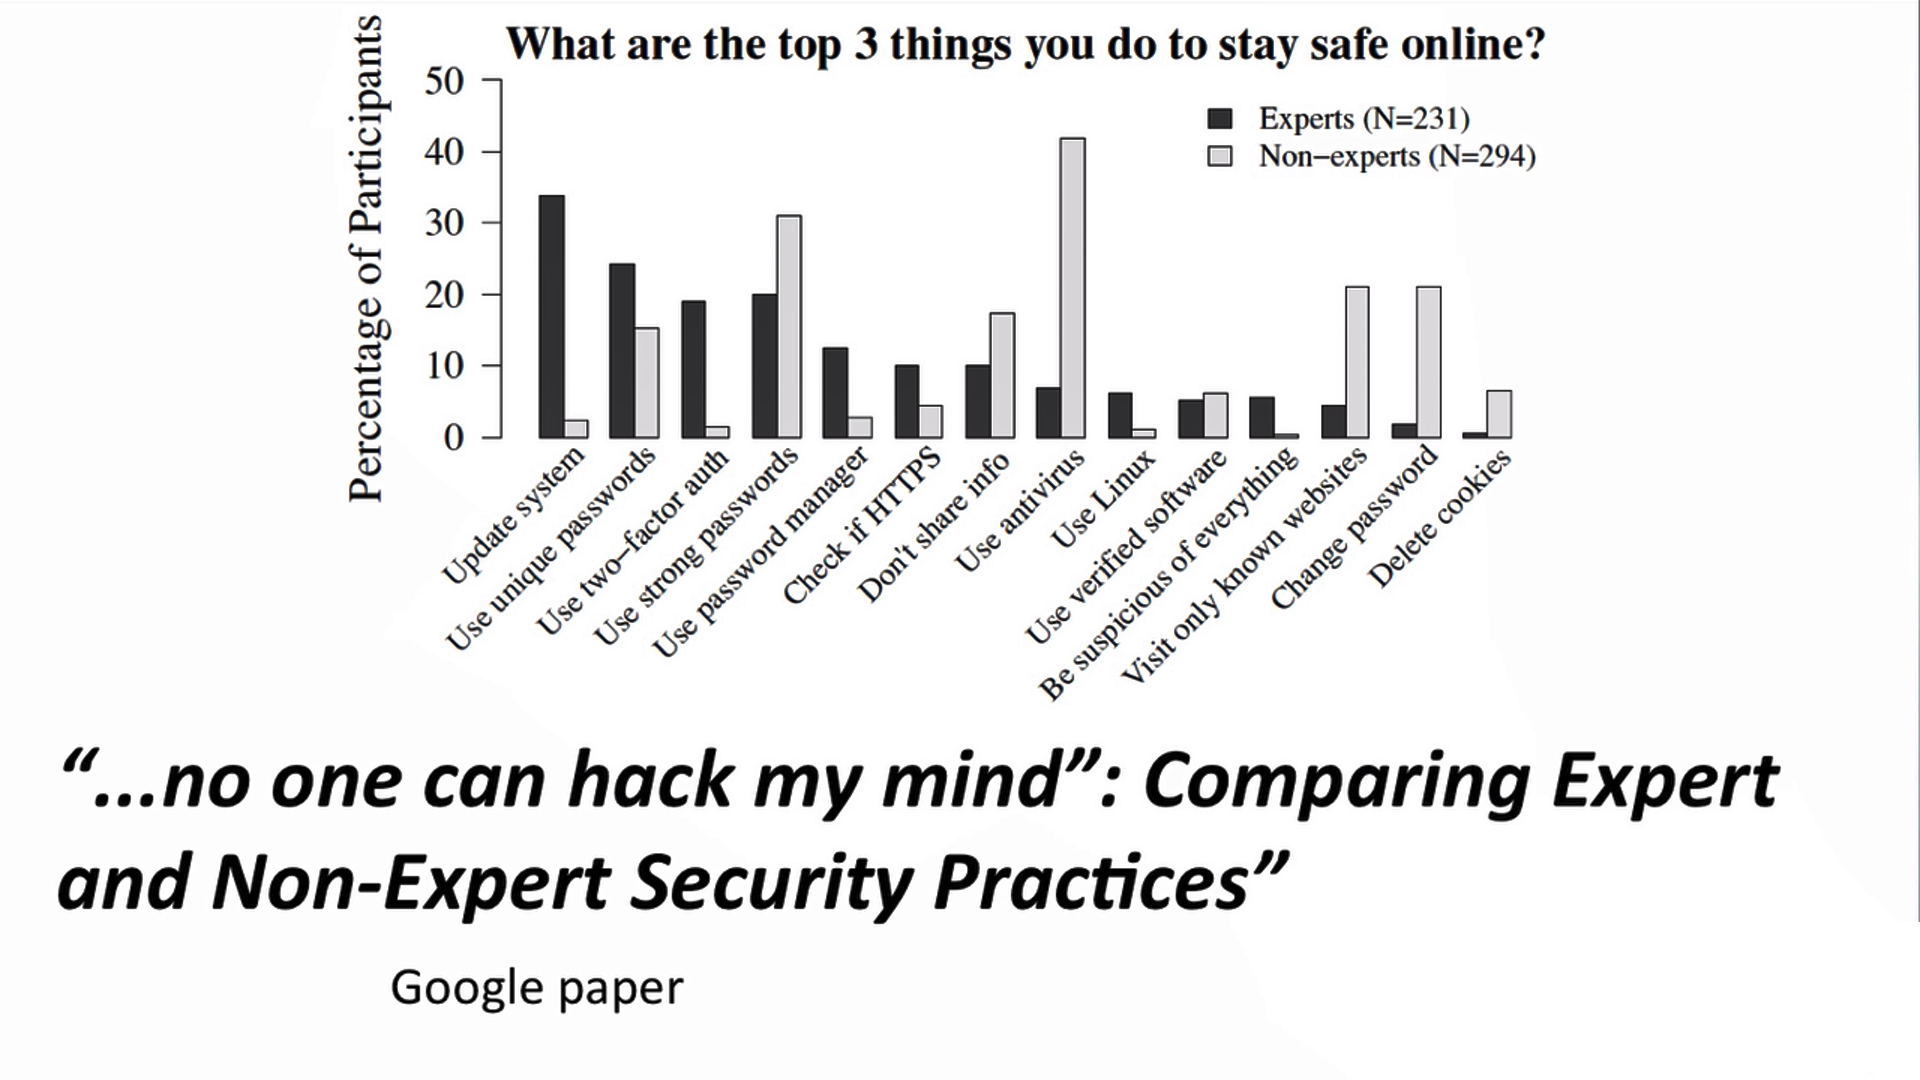 What are the top 3 things you do to stay safe online?
Percentage of Participants
50
40
30
20
10
0
Experts (N=231)
Non–experts (N=294)
Update system
Use unique passwords
Use two–factor auth
Use strong passwords
Use password manager
Check if HTTPS
Don't share info
Use antivirus
Use Linux
Use verified software
Be suspicious of everything
Visit only known websites
Change password
Delete cookies
“...no one can hack my mind”: Comparing Expert
and Non-Expert Security Practices”
Google paper